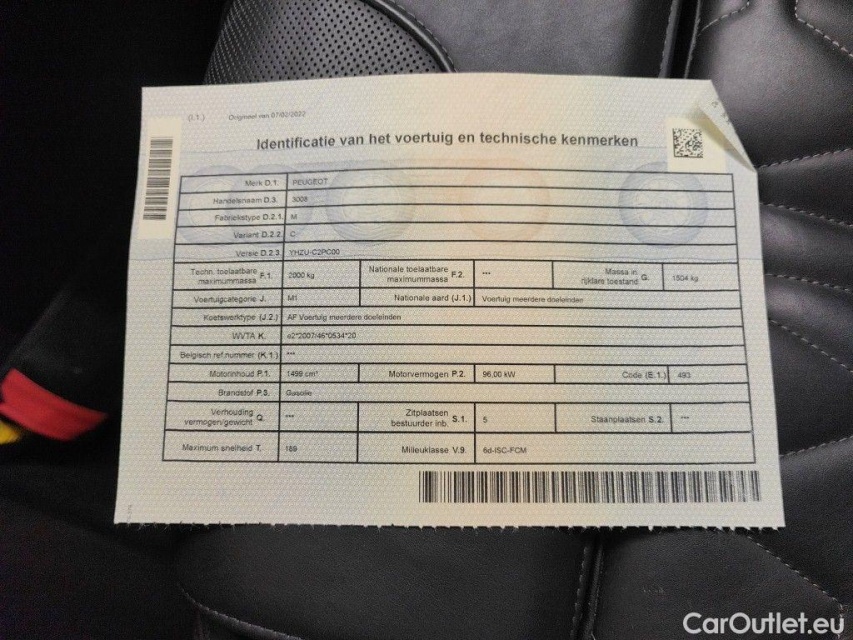 (I.1.) Origineel van 07/02/2022
Identificatie van het voertuig en technische kenmerken
Merk D.1. PEUGEOT
Handelsnaam D.3. 3008
Fabriekstype D.2.1. M
Variant D.2.2. C
Versie D.2.3. YHZU-C2PC00
Techn. toelaatbare maximummassa F.1. 2000 kg Nationale toelaatbare maximummassa F.2. *** Massa in rijklare toestand G. 1504 kg
Voertuigcategorie J. M1 Nationale aard (J.1.) Voertuig meerdere doeleinden
Koetswerktype (J.2.) AF Voertuig meerdere doeleinden
WVTA K. e2*2007/46*0534*20
Belgisch ref.nummer (K.1.) ***
Motorinhoud P.1. 1499 cm³ Motorvermogen P.2. 96.00 kW Code (E.1.) 493
Brandstof P.3. Gasolie
Verhouding vermogen/gewicht Q. *** Zitplaatsen bestuurder inb. S.1. 5 Staanplaatsen S.2. ***
Maximum snelheid T. 189 Milieuklasse V.9. 6d-ISC-FCM
CarOutlet.eu